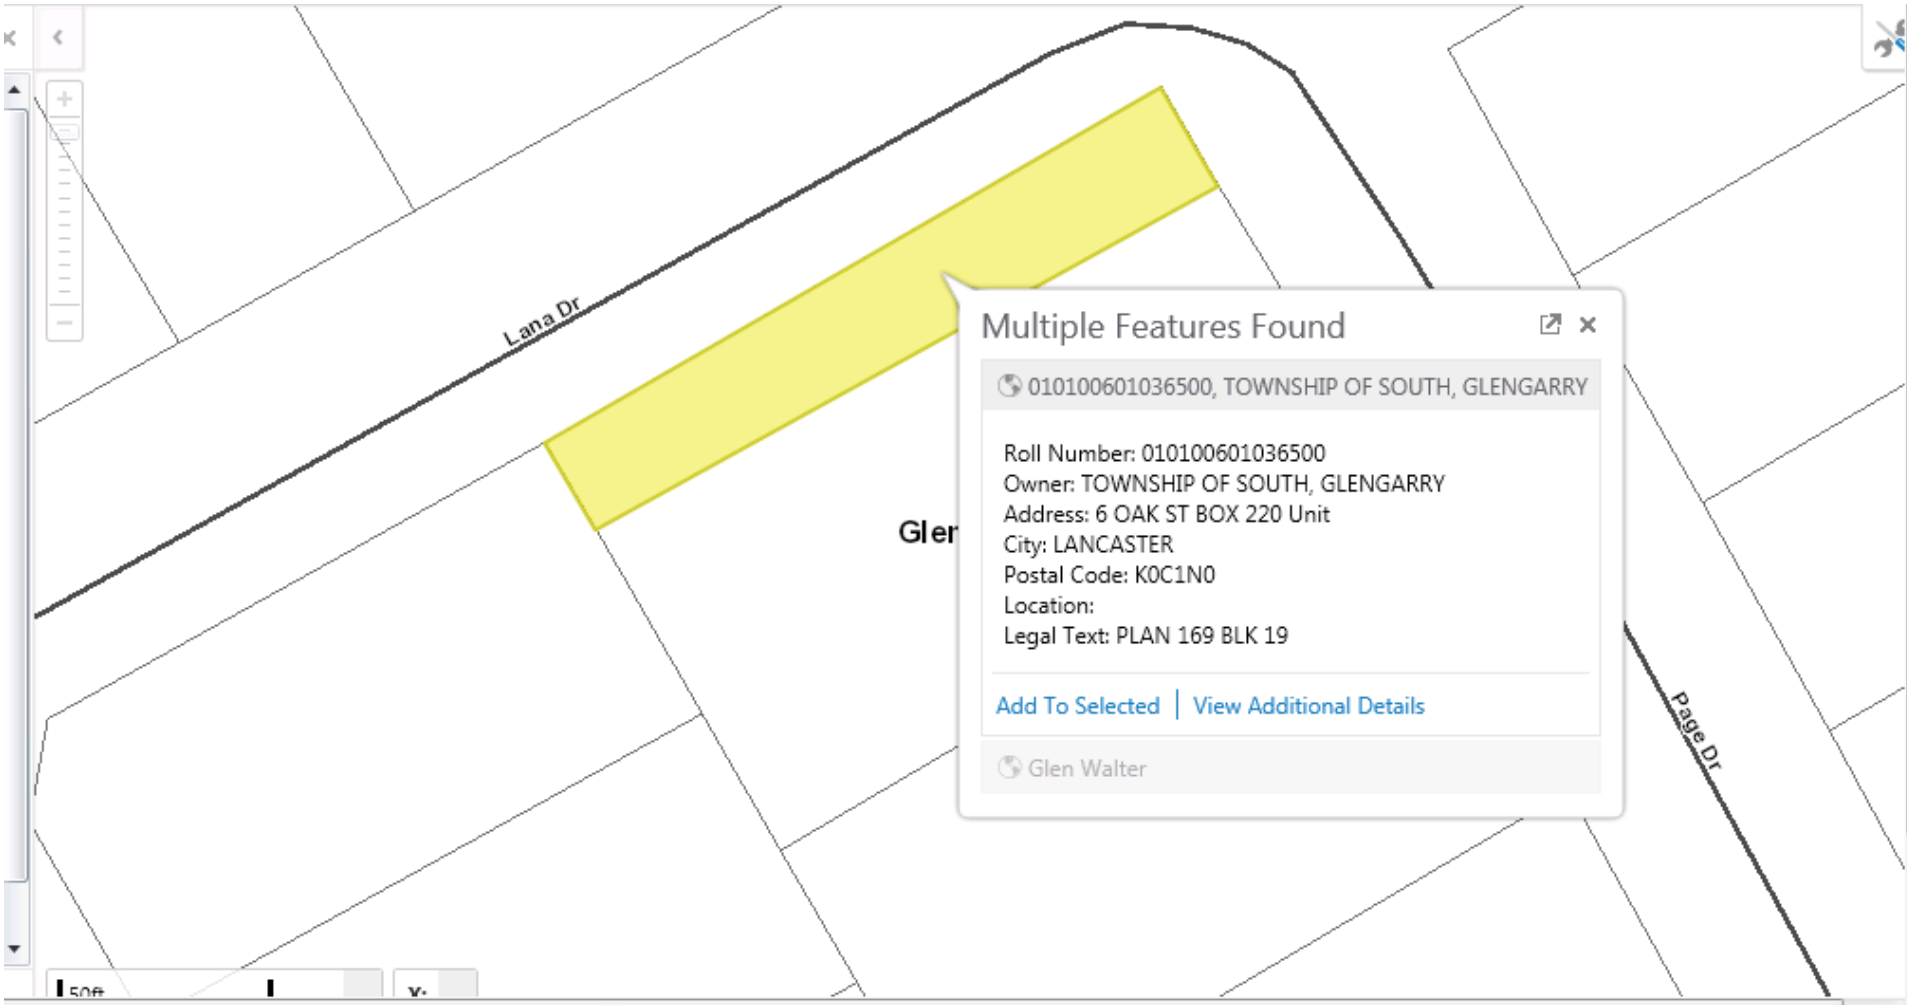 Lana Dr
Multiple Features Found
010100601036500, TOWNSHIP OF SOUTH, GLENGARRY
Roll Number: 010100601036500
Owner: TOWNSHIP OF SOUTH, GLENGARRY
Address: 6 OAK ST BOX 220 Unit
City: LANCASTER
Postal Code: K0C1N0
Location:
Legal Text: PLAN 169 BLK 19
Add To Selected | View Additional Details
Glen Walter
Glen
Page Dr
50ft
X: